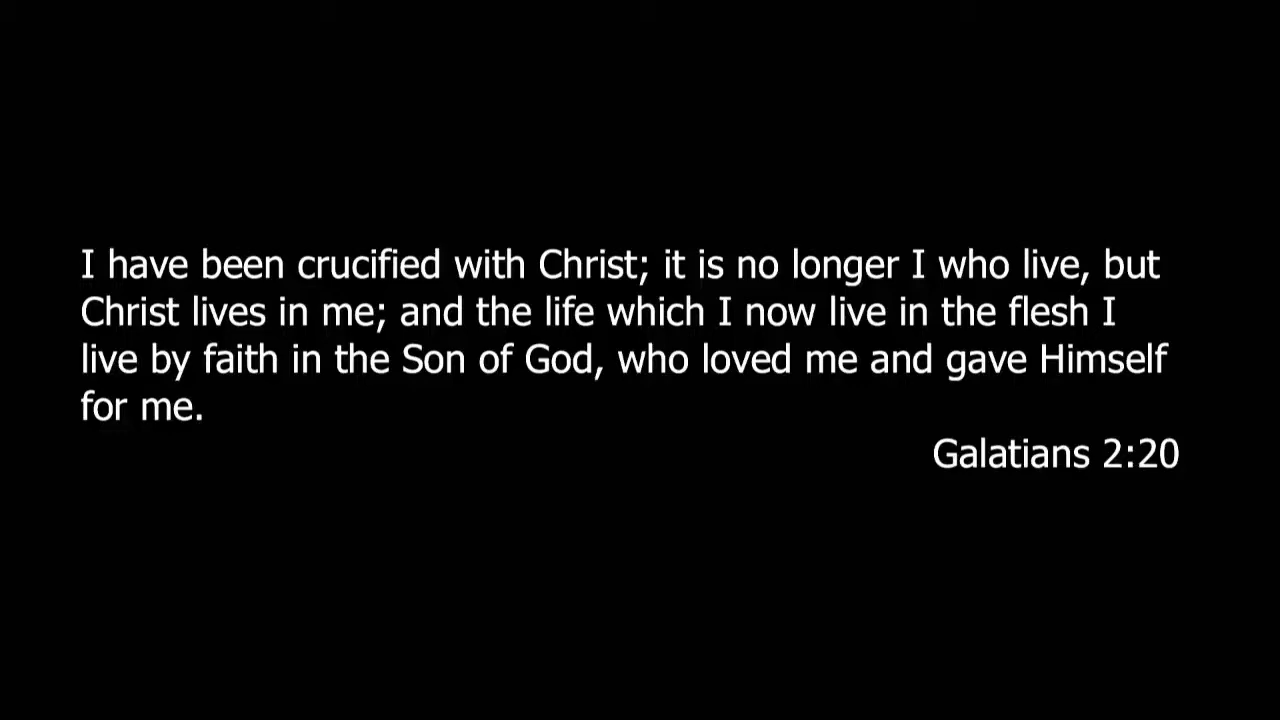 I have been crucified with Christ; it is no longer I who live, but
Christ lives in me; and the life which I now live in the flesh I
live by faith in the Son of God, who loved me and gave Himself
for me.
Galatians 2:20